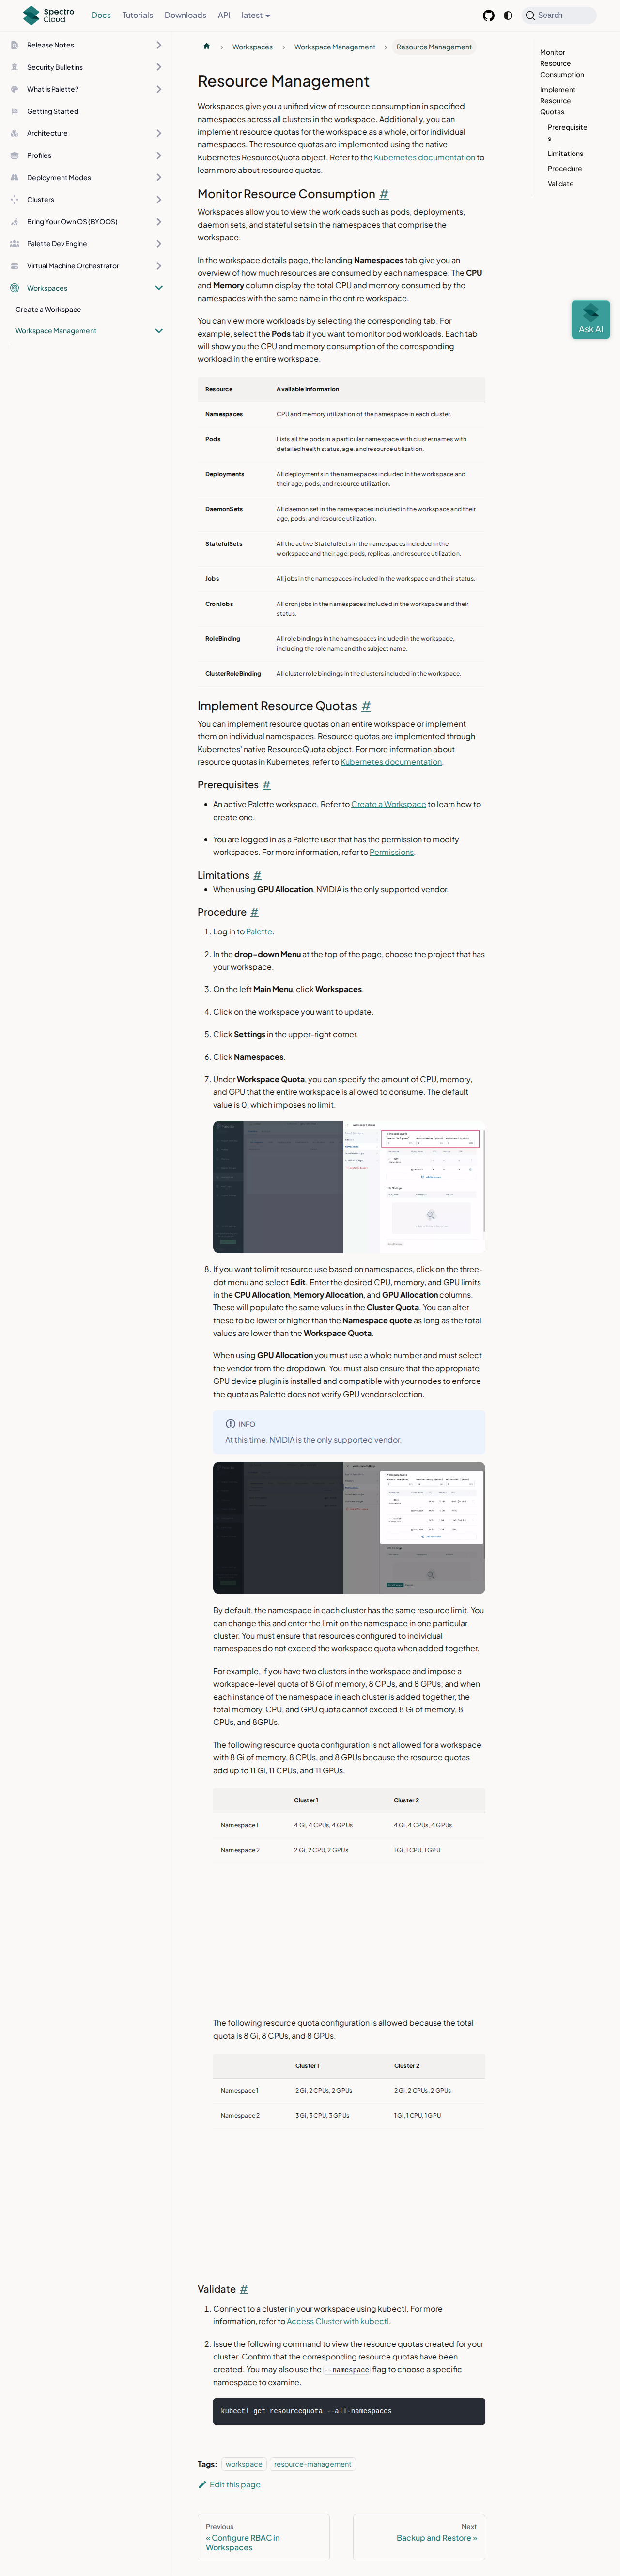 Spectro Cloud
Docs
Tutorials
Downloads
API
latest
Search
Release Notes
Security Bulletins
What is Palette?
Getting Started
Architecture
Profiles
Deployment Modes
Clusters
Bring Your Own OS (BYOOS)
Palette Dev Engine
Virtual Machine Orchestrator
Workspaces
Create a Workspace
Workspace Management
Workspaces
Workspace Management
Resource Management
Resource Management
Workspaces give you a unified view of resource consumption in specified
namespaces across all clusters in the workspace. Additionally, you can
implement resource quotas for the workspace as a whole, or for individual
namespaces. The resource quotas are implemented using the native
Kubernetes ResourceQuota object. Refer to the Kubernetes documentation to
learn more about resource quotas.
Monitor Resource Consumption #
Workspaces allow you to view the workloads such as pods, deployments,
daemon sets, and stateful sets in the namespaces that comprise the
workspace.
In the workspace details page, the landing Namespaces tab give you an
overview of how much resources are consumed by each namespace. The CPU
and Memory column display the total CPU and memory consumed by the
namespaces with the same name in the entire workspace.
You can view more workloads by selecting the corresponding tab. For
example, select the Pods tab if you want to monitor pod workloads. Each tab
will show you the CPU and memory consumption of the corresponding
workload in the entire workspace.
Resource Available Information
Namespaces CPU and memory utilization of the namespace in each cluster.
Pods Lists all the pods in a particular namespace with cluster names with
detailed health status, age, and resource utilization.
Deployments All deployments in the namespaces included in the workspace and
their age, pods, and resource utilization.
DaemonSets All daemon set in the namespaces included in the workspace and their
age, pods, and resource utilization.
StatefulSets All the active StatefulSets in the namespaces included in the
workspace and their age, pods, replicas, and resource utilization.
Jobs All jobs in the namespaces included in the workspace and their status.
CronJobs All cron jobs in the namespaces included in the workspace and their
status.
RoleBinding All role bindings in the namespaces included in the workspace,
including the role name and the subject name.
ClusterRoleBinding All cluster role bindings in the clusters included in the workspace.
Implement Resource Quotas #
You can implement resource quotas on an entire workspace or implement
them on individual namespaces. Resource quotas are implemented through
Kubernetes' native ResourceQuota object. For more information about
resource quotas in Kubernetes, refer to Kubernetes documentation.
Prerequisites #
• An active Palette workspace. Refer to Create a Workspace to learn how to
create one.
• You are logged in as a Palette user that has the permission to modify
workspaces. For more information, refer to Permissions.
Limitations #
• When using GPU Allocation, NVIDIA is the only supported vendor.
Procedure #
1. Log in to Palette.
2. In the drop-down Menu at the top of the page, choose the project that has
your workspace.
3. On the left Main Menu, click Workspaces.
4. Click on the workspace you want to update.
5. Click Settings in the upper-right corner.
6. Click Namespaces.
7. Under Workspace Quota, you can specify the amount of CPU, memory,
and GPU that the entire workspace is allowed to consume. The default
value is 0, which imposes no limit.
8. If you want to limit resource use based on namespaces, click on the three-
dot menu and select Edit. Enter the desired CPU, memory, and GPU limits
in the CPU Allocation, Memory Allocation, and GPU Allocation columns.
These will populate the same values in the Cluster Quota. You can alter
these to be lower or higher than the Namespace quote as long as the total
values are lower than the Workspace Quota.
When using GPU Allocation you must use a whole number and must select
the vendor from the dropdown. You must also ensure that the appropriate
GPU device plugin is installed and compatible with your nodes to enforce
the quota as Palette does not verify GPU vendor selection.
INFO
At this time, NVIDIA is the only supported vendor.
By default, the namespace in each cluster has the same resource limit. You
can change this and enter the limit on the namespace in one particular
cluster. You must ensure that resources configured to individual
namespaces do not exceed the workspace quota when added together.
For example, if you have two clusters in the workspace and impose a
workspace-level quota of 8 Gi of memory, 8 CPUs, and 8 GPUs; and when
each instance of the namespace in each cluster is added together, the
total memory, CPU, and GPU quota cannot exceed 8 Gi of memory, 8
CPUs, and 8GPUs.
The following resource quota configuration is not allowed for a workspace
with 8 Gi of memory, 8 CPUs, and 8 GPUs because the resource quotas
add up to 11 Gi, 11 CPUs, and 11 GPUs.
Cluster 1 Cluster 2
Namespace 1 4 Gi, 4 CPUs, 4 GPUs 4 Gi, 4 CPUs, 4 GPUs
Namespace 2 2 Gi, 2 CPU, 2 GPUs 1 Gi, 1 CPU, 1 GPU
The following resource quota configuration is allowed because the total
quota is 8 Gi, 8 CPUs, and 8 GPUs.
Cluster 1 Cluster 2
Namespace 1 2 Gi, 2 CPUs, 2 GPUs 2 Gi, 2 CPUs, 2 GPUs
Namespace 2 3 Gi, 3 CPU, 3 GPUs 1 Gi, 1 CPU, 1 GPU
Validate #
1. Connect to a cluster in your workspace using kubectl. For more
information, refer to Access Cluster with kubectl.
2. Issue the following command to view the resource quotas created for your
cluster. Confirm that the corresponding resource quotas have been
created. You may also use the --namespace flag to choose a specific
namespace to examine.
kubectl get resourcequota --all-namespaces
Tags: workspace resource-management
Edit this page
Previous
« Configure RBAC in
Workspaces
Next
Backup and Restore »
Monitor
Resource
Consumption
Implement
Resource
Quotas
Prerequisite
s
Limitations
Procedure
Validate
Ask AI